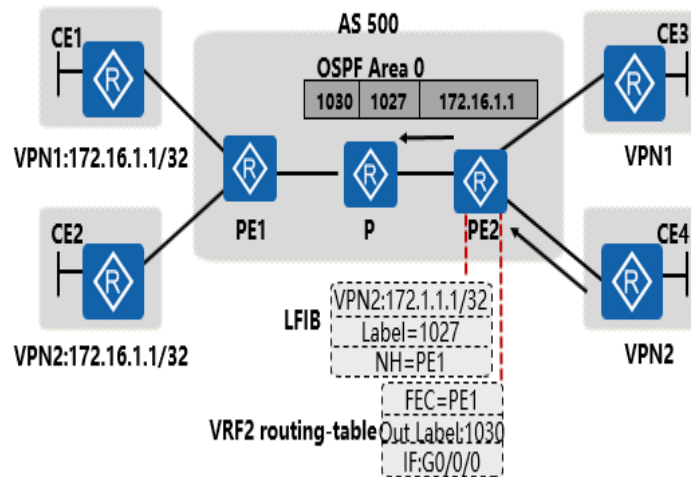 AS 500
CE1
CE3
OSPF Area 0
1030 1027 172.16.1.1
R
R
VPN1:172.16.1.1/32
VPN1
R
R
R
PE1
P
PE2
CE2
CE4
R
R
VPN2:172.1.1.1/32
LFIB
Label=1027
NH=PE1
VPN2:172.16.1.1/32
VPN2
FEC=PE1
VRF2 routing-table
Out Label:1030
IF:G0/0/0